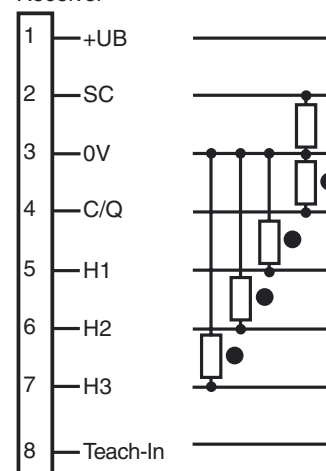 Receiver
1 +UB
2 SC
3 0V
4 C/Q
5 H1
6 H2
7 H3
8 Teach-In